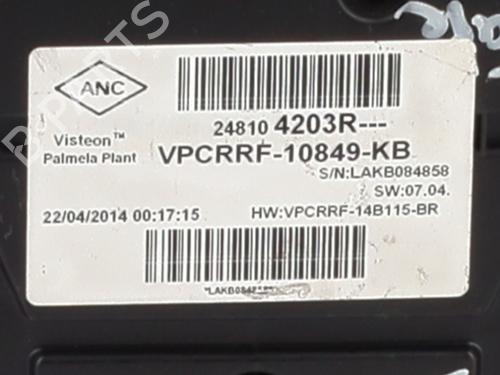 ANC
Visteon™
Palmela Plant
24810 4203R---
VPCRRF-10849-KB
S/N:LAKB084858
SW:07.04.
22/04/2014 00:17:15
HW:VPCRRF-14B115-BR
B-PARTS